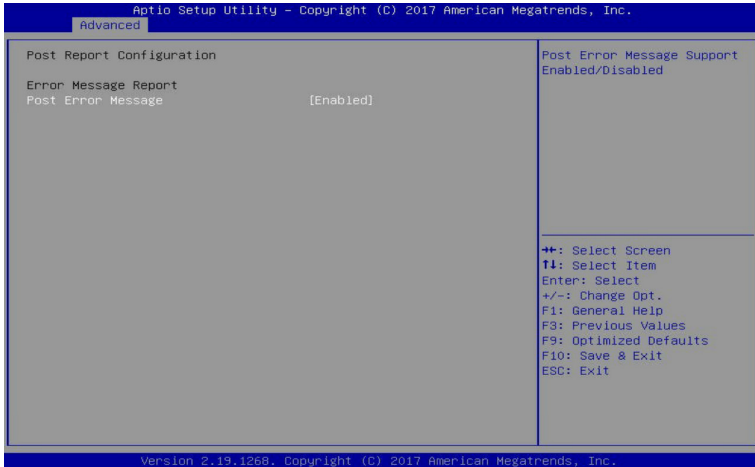 Aptio Setup Utility – Copyright (C) 2017 American Megatrends, Inc.
Advanced
Post Report Configuration
Error Message Report
Post Error Message [Enabled]
Post Error Message Support
Enabled/Disabled
→←: Select Screen
↑↓: Select Item
Enter: Select
+/-: Change Opt.
F1: General Help
F3: Previous Values
F9: Optimized Defaults
F10: Save & Exit
ESC: Exit
Version 2.19.1268. Copyright (C) 2017 American Megatrends, Inc.